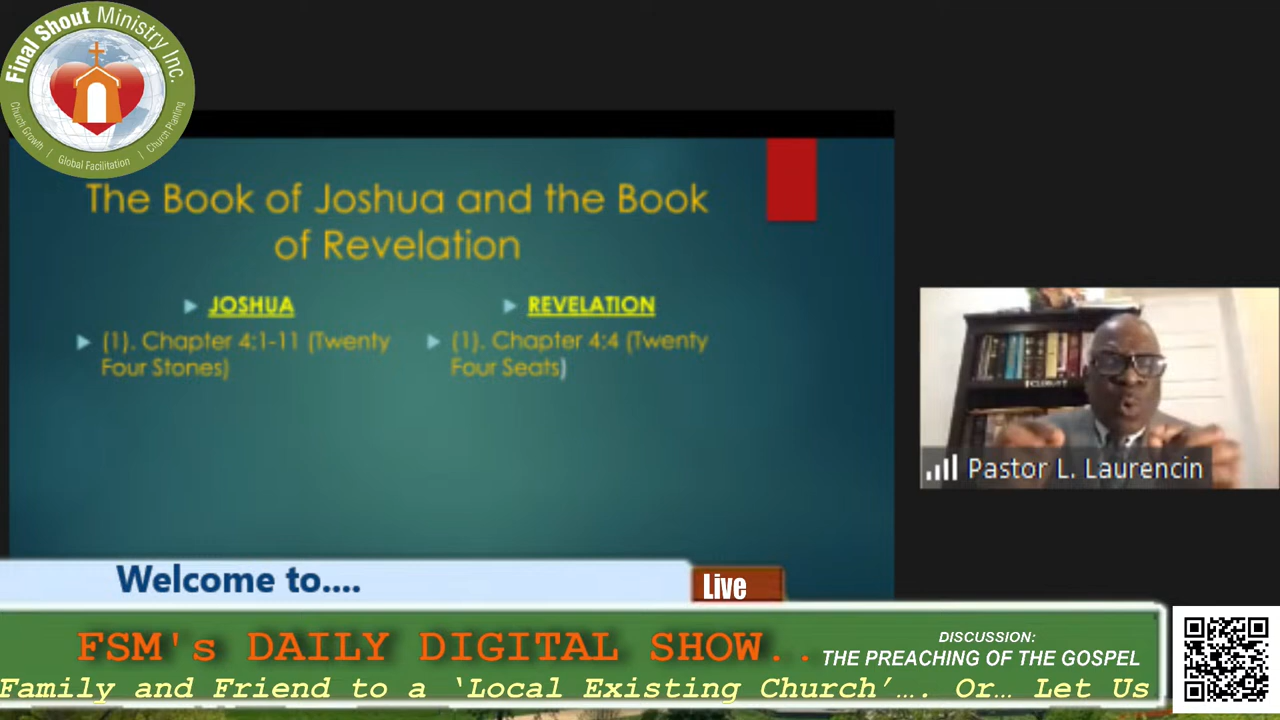 Final Shout Ministry Inc.
Church Growth | Global Facilitation | Church Planting
The Book of Joshua and the Book
of Revelation
JOSHUA
(1). Chapter 4:1-11 (Twenty
Four Stones)
REVELATION
(1). Chapter 4:4 (Twenty
Four Seats)
Pastor L. Laurencin
Welcome to....
Live
FSM's DAILY DIGITAL SHOW..
DISCUSSION:
THE PREACHING OF THE GOSPEL
Family and Friend to a ‘Local Existing Church’…. Or… Let Us